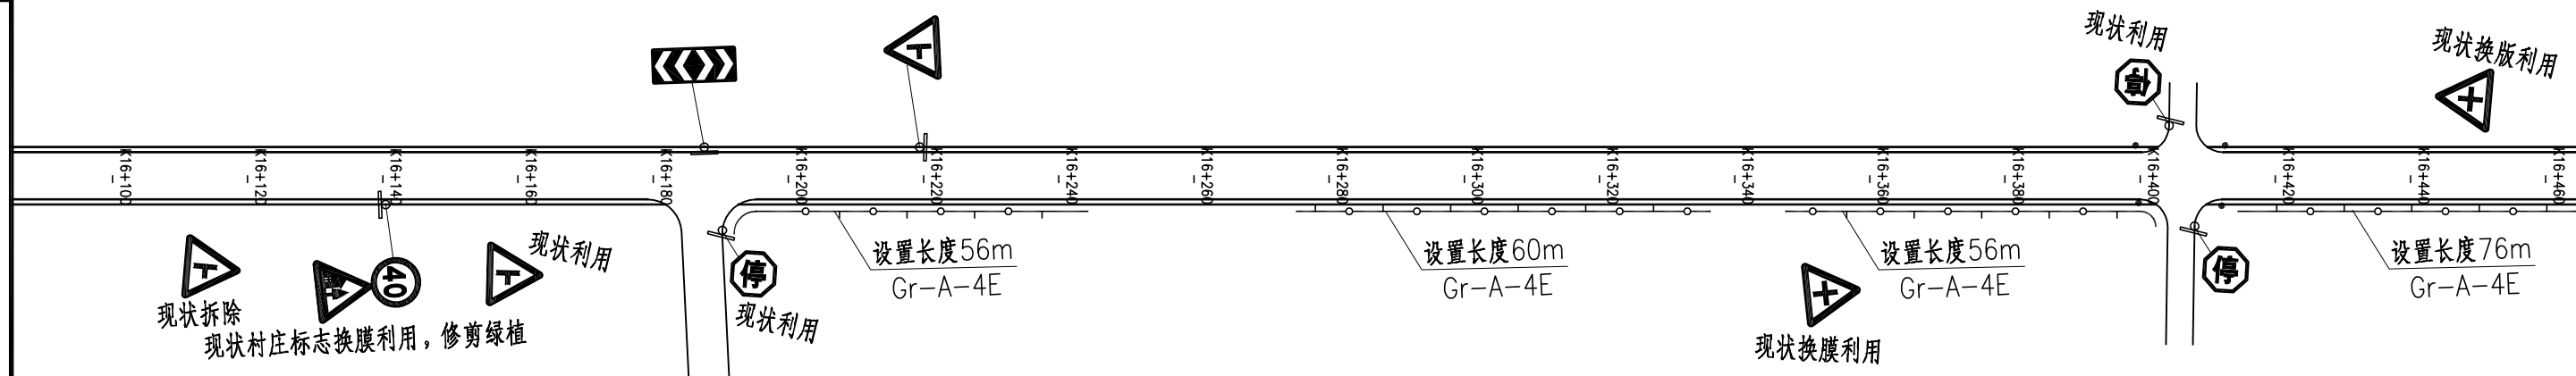 现状利用
停
现状换版利用
K16+100
K16+120
K16+140
K16+160
K16+180
K16+200
K16+220
K16+240
K16+260
K16+280
K16+300
K16+320
K16+340
K16+360
K16+380
K16+400
K16+420
K16+440
K16+460
现状拆除
40
现状村庄标志换膜利用，修剪绿植
现状利用
停
现状利用
设置长度56m
Gr-A-4E
设置长度60m
Gr-A-4E
现状换膜利用
设置长度56m
Gr-A-4E
停
设置长度76m
Gr-A-4E